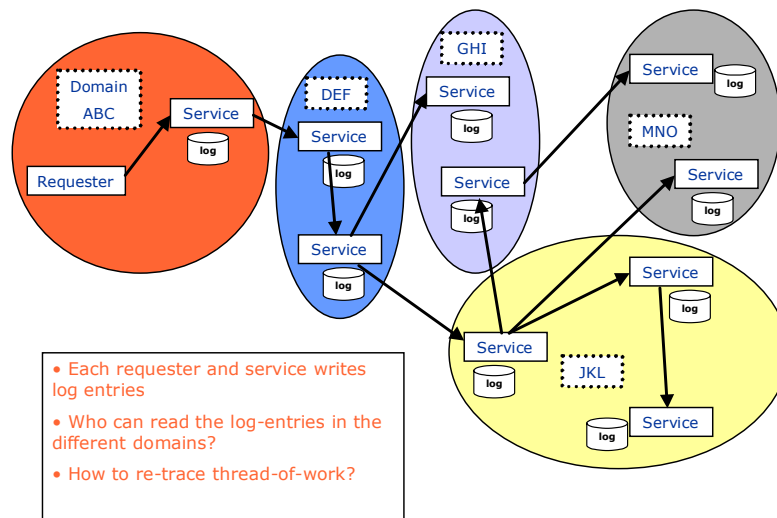 Domain
ABC
Service
log
Requester
DEF
Service
log
Service
log
GHI
Service
log
Service
log
Service
log
MNO
Service
log
Service
log
Service
log
JKL
Service
log
• Each requester and service writes
log entries
• Who can read the log-entries in the
different domains?
• How to re-trace thread-of-work?